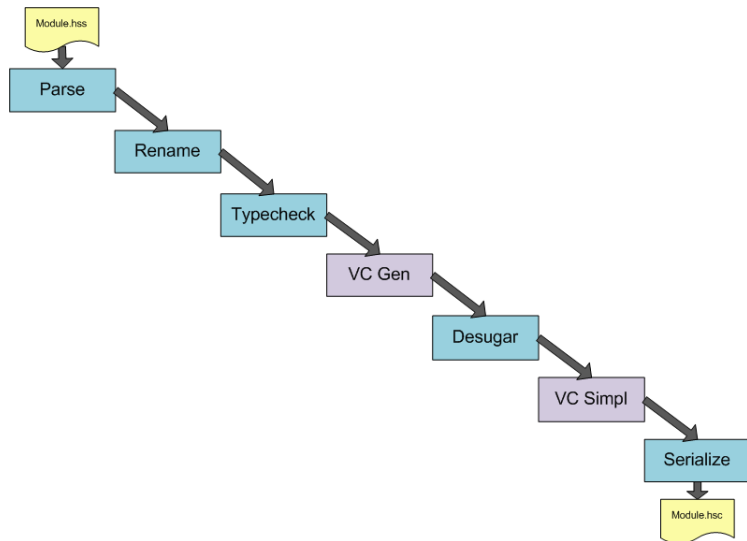 Module.hss
Parse
Rename
Typecheck
VC Gen
Desugar
VC Simpl
Serialize
Module.hsc